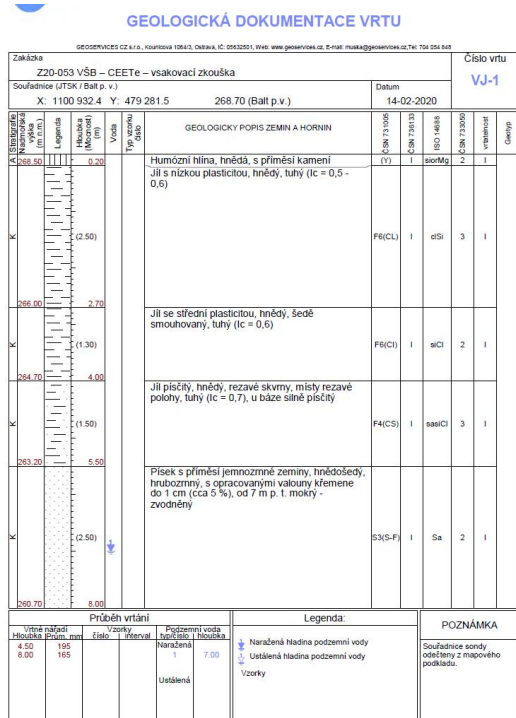 GEOLOGICKÁ DOKUMENTACE VRTU
GEOSERVICES CZ s.r.o., Kounicova 1064/3, Ostrava, IČ: 05632501, Web: www.geoservices.cz, E-mail: muska@geoservices.cz,Tel: 704 054 848
Zakázka
Číslo vrtu
Z20-053 VŠB – CEETe – vsakovací zkouška
VJ-1
Souřadnice (JTSK / Balt p. v.)
Datum
X: 1100 932.4 Y: 479 281.5 268.70 (Balt p.v.)
14-02-2020
Stratigrafie
Nadmořská výška (m n.m.)
Legenda
Hloubka (Mocnost) (m)
Voda
Typ vzorku číslo
GEOLOGICKÝ POPIS ZEMIN A HORNIN
ČSN 731005
ČSN 736133
ISO 14688
ČSN 733050
vrtatelnost
Geotyp
A 268.50 0.20 Humózní hlína, hnědá, s příměsí kamení (Y) I siorMg 2 I
Jíl s nízkou plasticitou, hnědý, tuhý (Ic = 0,5 -
0,6)
K (2.50) F6(CL) I clSi 3 I
266.00 2.70
Jíl se střední plasticitou, hnědý, šedě
smouhovaný, tuhý (Ic = 0,6)
K (1.30) F6(CI) I siCl 2 I
264.70 4.00
Jíl písčitý, hnědý, rezavé skvrny, místy rezavé
polohy, tuhý (Ic = 0,7), u báze silně písčitý
K (1.50) F4(CS) I sasiCl 3 I
263.20 5.50
Písek s příměsí jemnozrnné zeminy, hnědošedý,
hrubozrnný, s opracovanými valouny křemene
do 1 cm (cca 5 %), od 7 m p. t. mokrý -
zvodněný
K (2.50) S3(S-F) I Sa 2 I
260.70 8.00
Průběh vrtání
Legenda:
POZNÁMKA
Vrtné nářadí
Vzorky
Podzemní voda
Hloubka Prům. mm číslo interval typ/číslo hloubka
4.50 195
8.00 165
Naražená
1 7.00
Ustálená
Naražená hladina podzemní vody
Ustálená hladina podzemní vody
Vzorky
Souřadnice sondy
odečteny z mapového
podkladu.